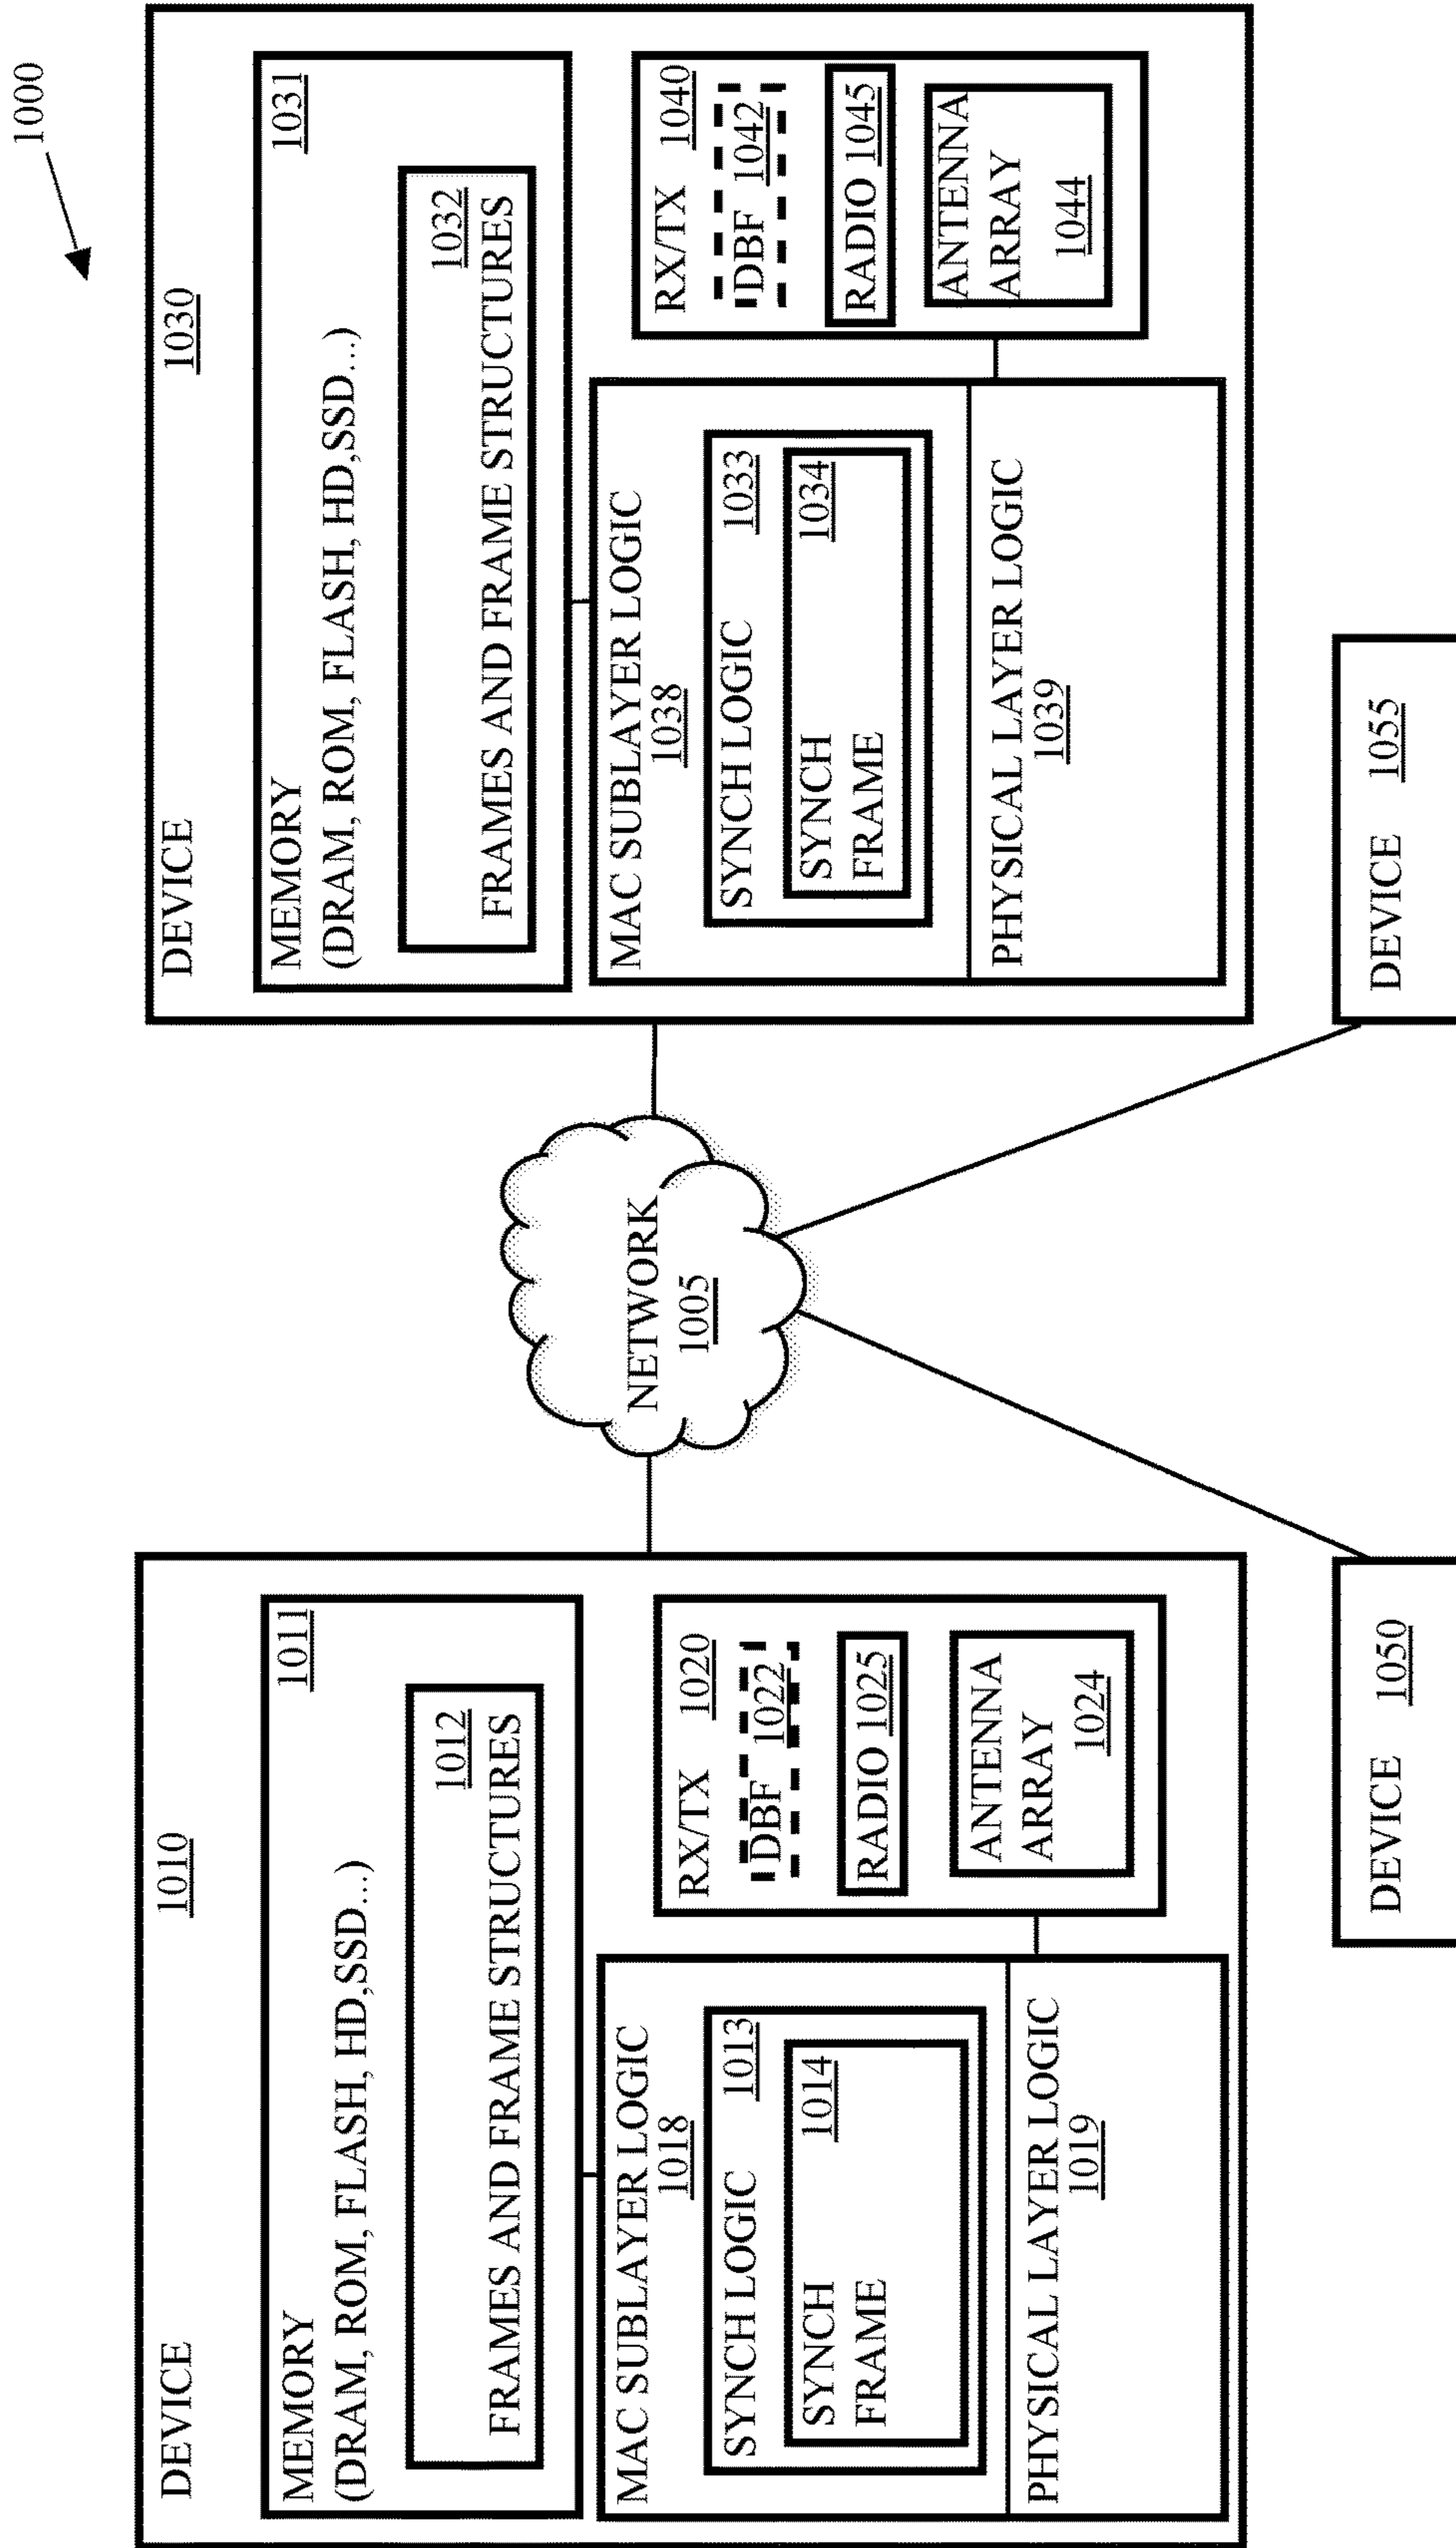 1000
DEVICE 1010
MEMORY 1011
(DRAM, ROM, FLASH, HD,SSD...)
1012
FRAMES AND FRAME STRUCTURES
MAC SUBLAYER LOGIC
1018
SYNCH LOGIC 1013
SYNCH 1014
FRAME
PHYSICAL LAYER LOGIC
1019
RX/TX 1020
DBF 1022
RADIO 1025
ANTENNA
ARRAY
1024
NETWORK
1005
DEVICE 1030
MEMORY 1031
(DRAM, ROM, FLASH, HD,SSD...)
1032
FRAMES AND FRAME STRUCTURES
MAC SUBLAYER LOGIC
1038
SYNCH LOGIC 1033
SYNCH 1034
FRAME
PHYSICAL LAYER LOGIC
1039
RX/TX 1040
DBF 1042
RADIO 1045
ANTENNA
ARRAY
1044
DEVICE 1050
DEVICE 1055